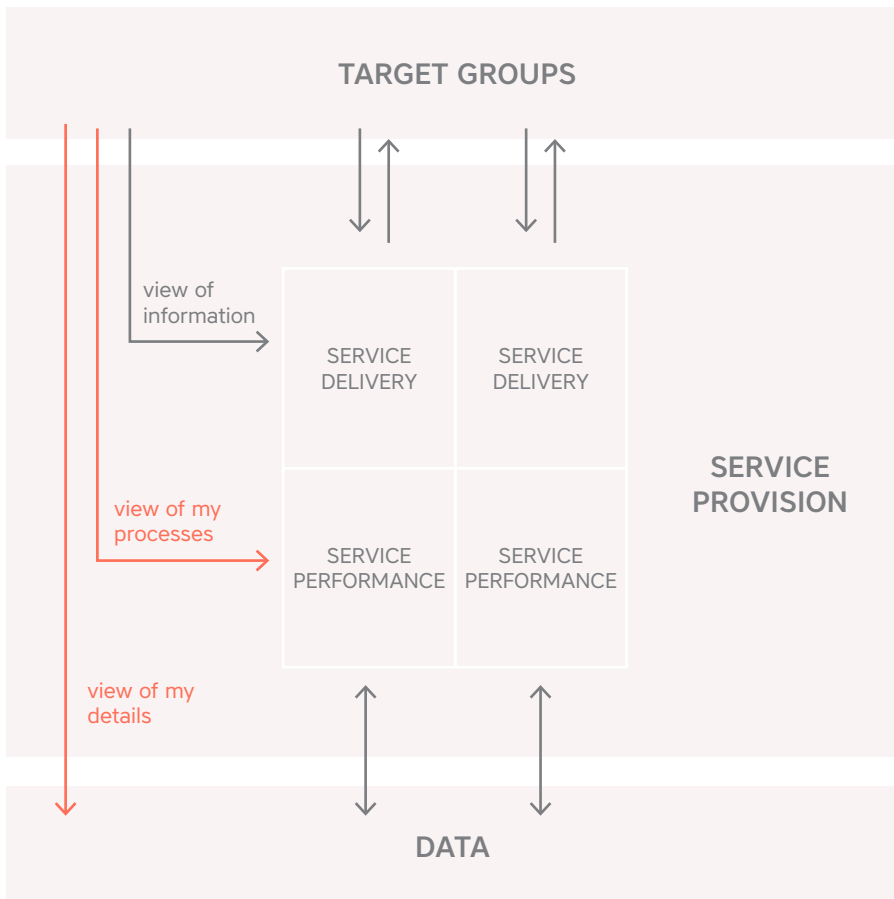 TARGET GROUPS
view of
information
SERVICE
DELIVERY
SERVICE
DELIVERY
SERVICE
PROVISION
view of my
processes
SERVICE
PERFORMANCE
SERVICE
PERFORMANCE
view of my
details
DATA